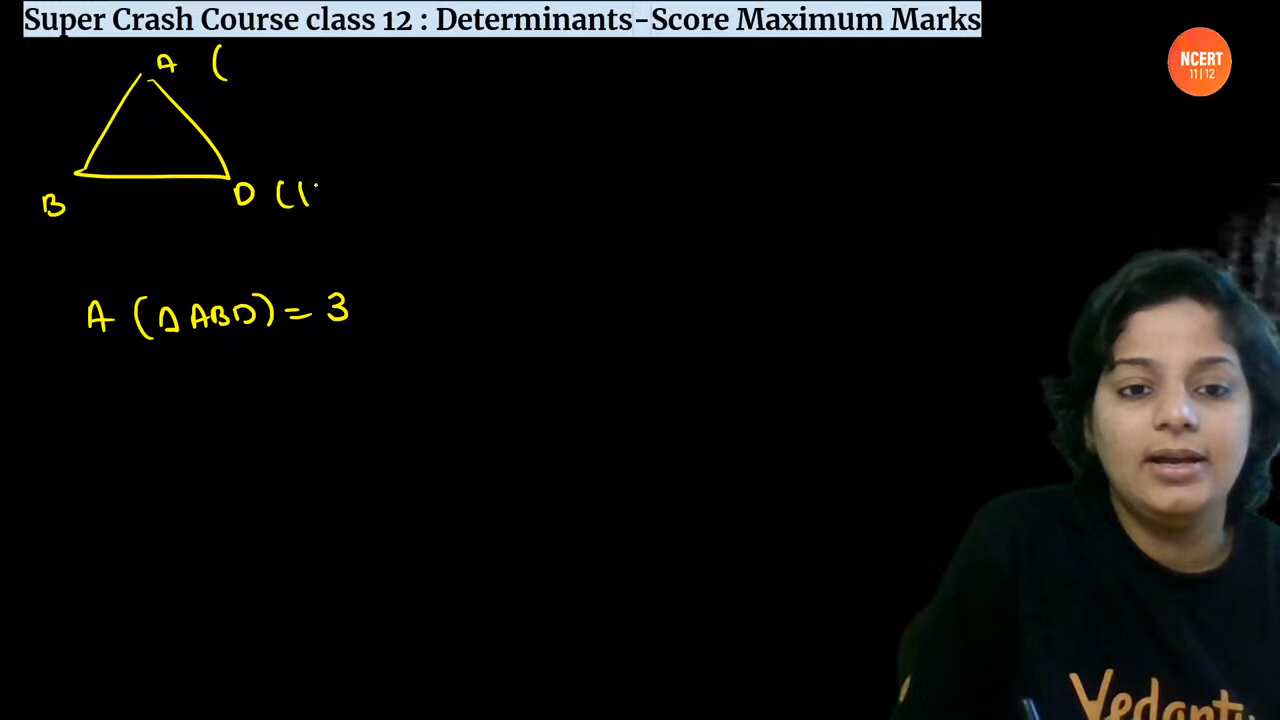 Super Crash Course class 12 : Determinants-Score Maximum Marks
NCERT
11|12
A (
B
D (1
A (Δ ABD) = 3
Vedantu